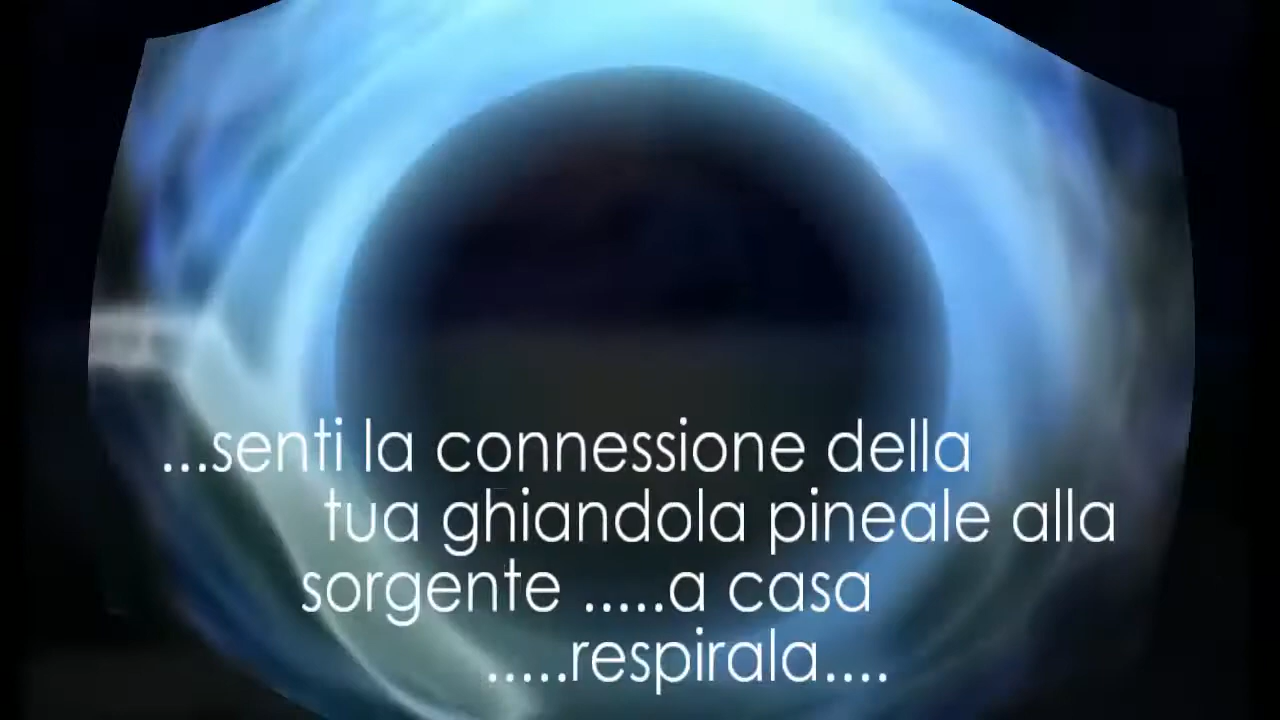 ...senti la connessione della
tua ghiandola pineale alla
sorgente .....a casa
.....respirala....